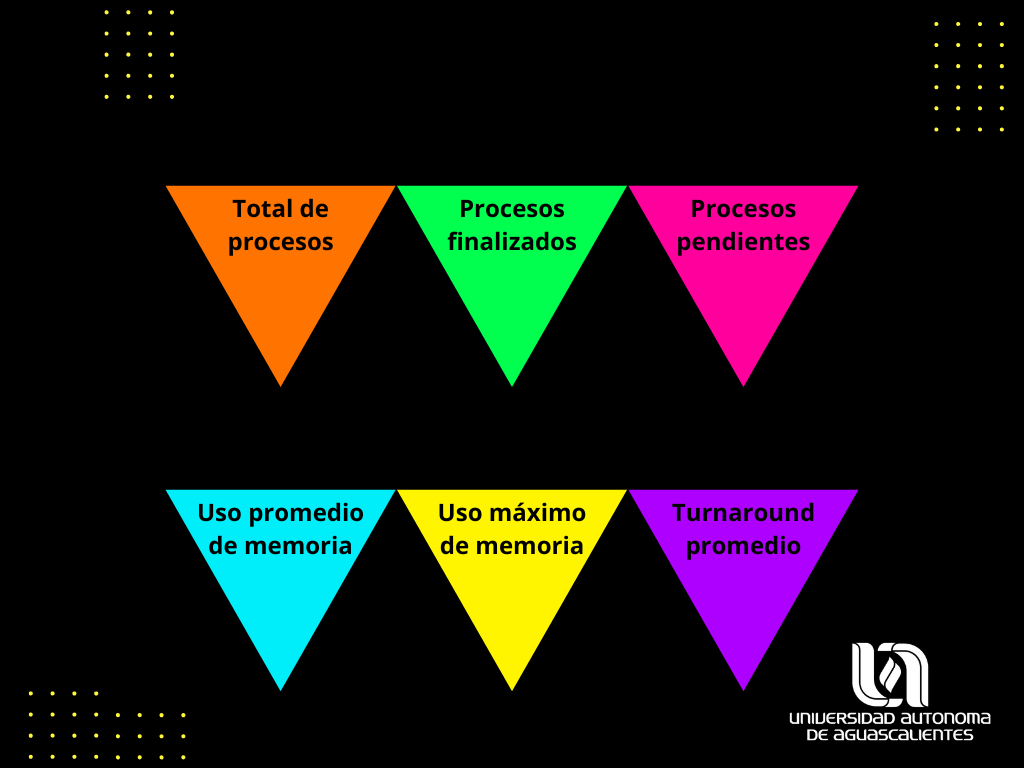 Total de
procesos
Procesos
finalizados
Procesos
pendientes
Uso promedio
de memoria
Uso máximo
de memoria
Turnaround
promedio
UNIVERSIDAD AUTONOMA
DE AGUASCALIENTES